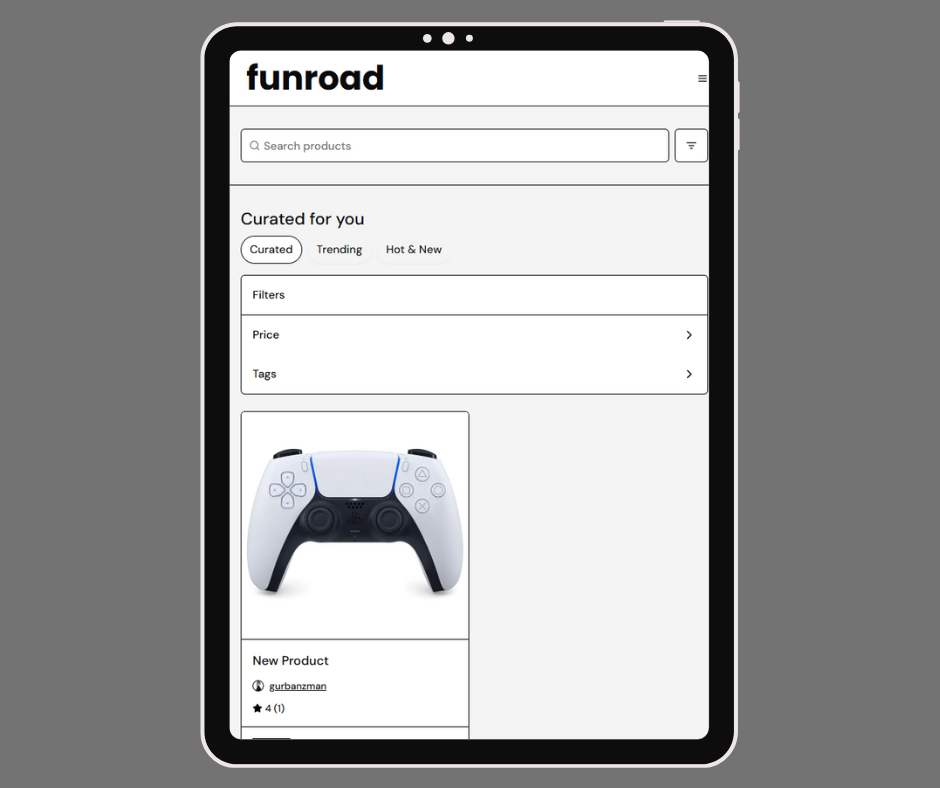 funroad
Search products
Curated for you
Curated Trending Hot & New
Filters
Price
Tags
New Product
gurbanzman
4 (1)